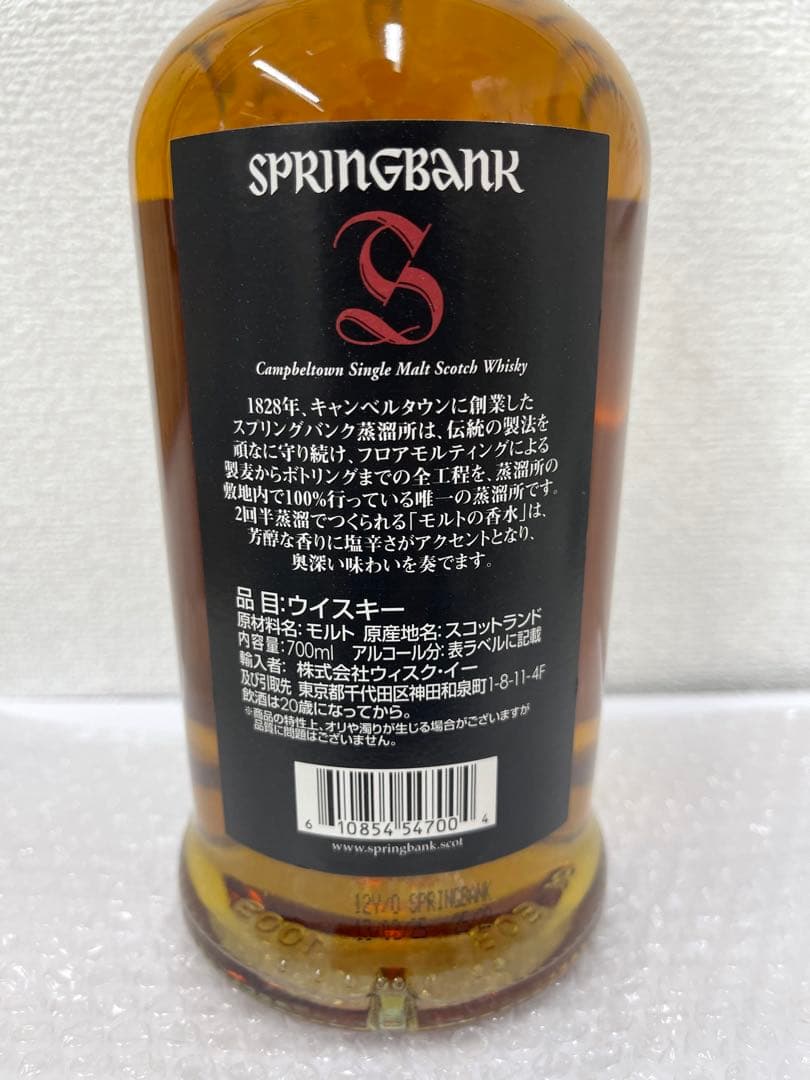 SPRINGBANK
S
Campbeltown Single Malt Scotch Whisky
1828年、キャンベルタウンに創業した
スプリングバンク蒸溜所は、伝統の製法を
頑なに守り続け、フロアモルティングによる
製麦からボトリングまでの全工程を、蒸溜所の
敷地内で100%行っている唯一の蒸溜所です。
2回半蒸溜でつくられる「モルトの香水」は、
芳醇な香りに塩辛さがアクセントとなり、
奥深い味わいを奏でます。
品 目:ウイスキー
原材料名:モルト 原産地名:スコットランド
内容量:700ml アルコール分:表ラベルに記載
輸入者: 株式会社ウィスク・イー
及び引取先 東京都千代田区神田和泉町1-8-11-4F
飲酒は20歳になってから。
※商品の特性上、オリや濁りが生じる場合がございますが
品質に問題はございません。
6 10854 54700 4
www.springbank.scot
12Y/O SPRINGBANK